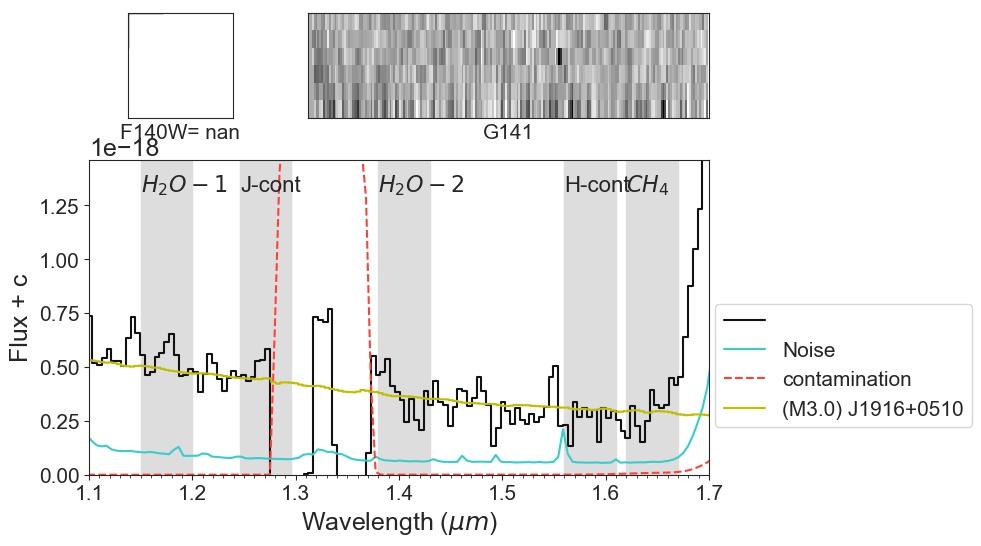 F140W= nan
G141
1e−18
H₂O − 1
J-cont
H₂O − 2
H-cont
CH₄
1.25
1.00
0.75
0.50
0.25
0.00
Flux + c
1.1
1.2
1.3
1.4
1.5
1.6
1.7
Wavelength (μm)
Noise
contamination
(M3.0) J1916+0510